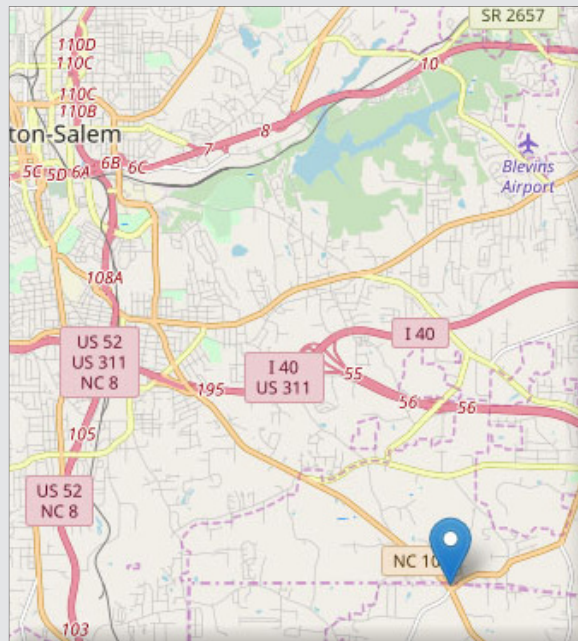 SR 2657
110D
110C
10
110C
110B
8
ton-Salem
7
6B
6C
5C
5D
6A
Blevins
Airport
108A
US 52
US 311
NC 8
I 40
I 40
US 311
55
195
56
56
105
US 52
NC 8
NC 10
103